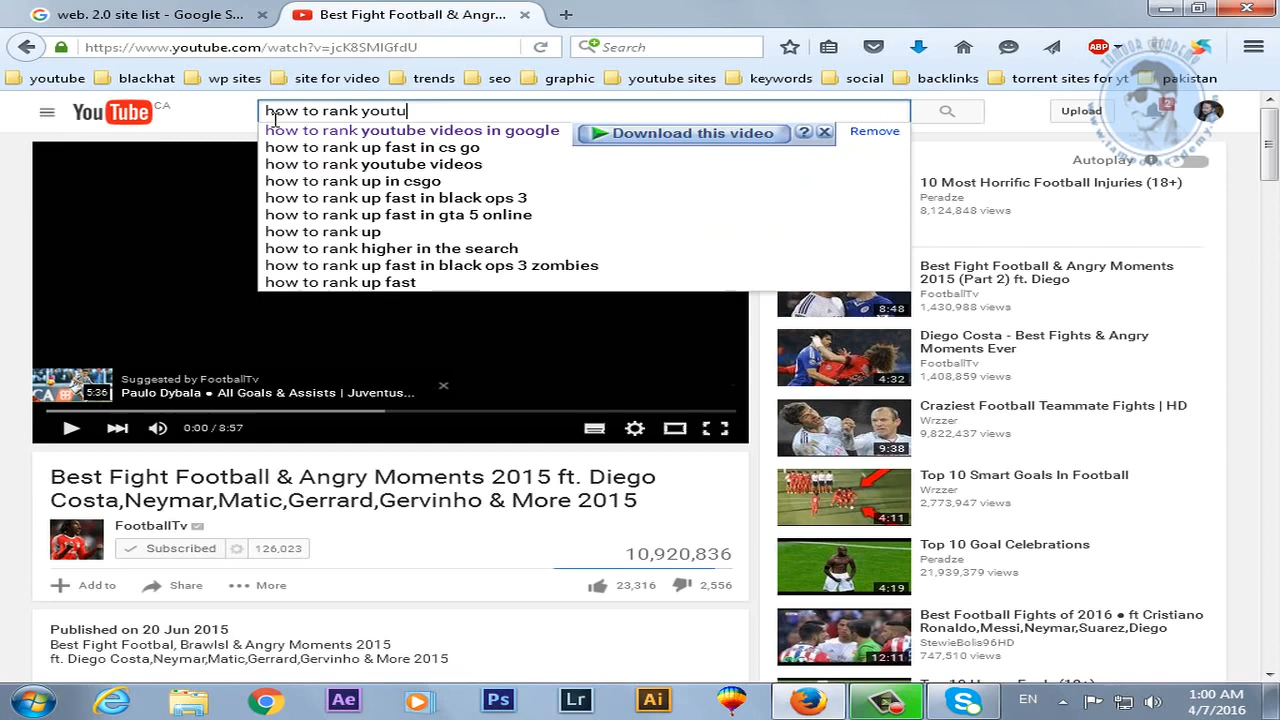 web. 2.0 site list - Google S...
Best Fight Football & Angry...
https://www.youtube.com/watch?v=jcK8SMIGfHU
Search
ABP
youtube
blackhat
wp sites
site for video
trends
seo
graphic
youtube sites
keywords
social
backlinks
torrent sites for yt
pakistan
YouTube CA
how to rank youtu
Upload
2
how to rank youtube videos in google
Remove
Download this video
how to rank up fast in cs go
how to rank youtube videos
how to rank up in csgo
how to rank up fast in black ops 3
how to rank up fast in gta 5 online
how to rank up
how to rank higher in the search
how to rank up fast in black ops 3 zombies
how to rank up fast
Autoplay
10 Most Horrific Football Injuries (18+)
Peradze
8,124,848 views
Best Fight Football & Angry Moments
2015 (Part 2) ft. Diego
FootballTv
1,430,988 views
8:48
Diego Costa - Best Fights & Angry
Moments Ever
FootballTv
1,408,859 views
4:32
Craziest Football Teammate Fights | HD
Wrzzer
9,822,437 views
9:38
Top 10 Smart Goals In Football
Wrzzer
2,773,947 views
4:11
Top 10 Goal Celebrations
Peradze
21,939,379 views
4:19
Best Football Fights of 2016 ● ft Cristiano
Ronaldo,Messi,Neymar,Suarez,Diego
StewieBolis96HD
747,510 views
12:11
5:36
Suggested by FootballTv
Paulo Dybala ● All Goals & Assists | Juventus...
0:00 / 8:57
Best Fight Football & Angry Moments 2015 ft. Diego
Costa,Neymar,Matic,Gerrard,Gervinho & More 2015
FootballTv
Subscribed
126,023
10,920,836
Add to
Share
More
23,316
2,556
Published on 20 Jun 2015
Best Fight Footbal, Brawlsl & Angry Moments 2015
ft. Diego Costa,Neymar,Matic,Gerrard,Gervinho & More 2015
Ae
Ps
Lr
Ai
EN
1:00 AM
4/7/2016